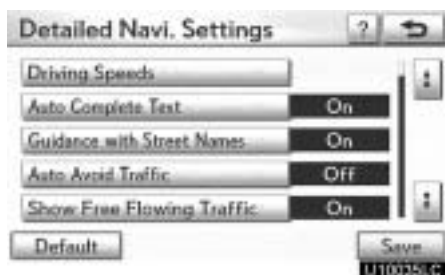 Detailed Navi. Settings ?
Driving Speeds
Auto Complete Text On
Guidance with Street Names On
Auto Avoid Traffic Off
Show Free Flowing Traffic On
Default Save